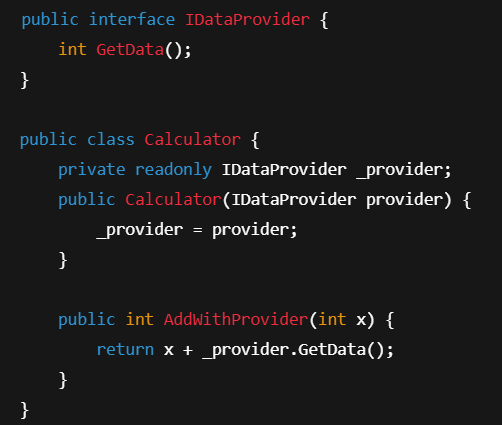 public interface IDataProvider {
    int GetData();
}

public class Calculator {
    private readonly IDataProvider _provider;
    public Calculator(IDataProvider provider) {
        _provider = provider;
    }

    public int AddWithProvider(int x) {
        return x + _provider.GetData();
    }
}